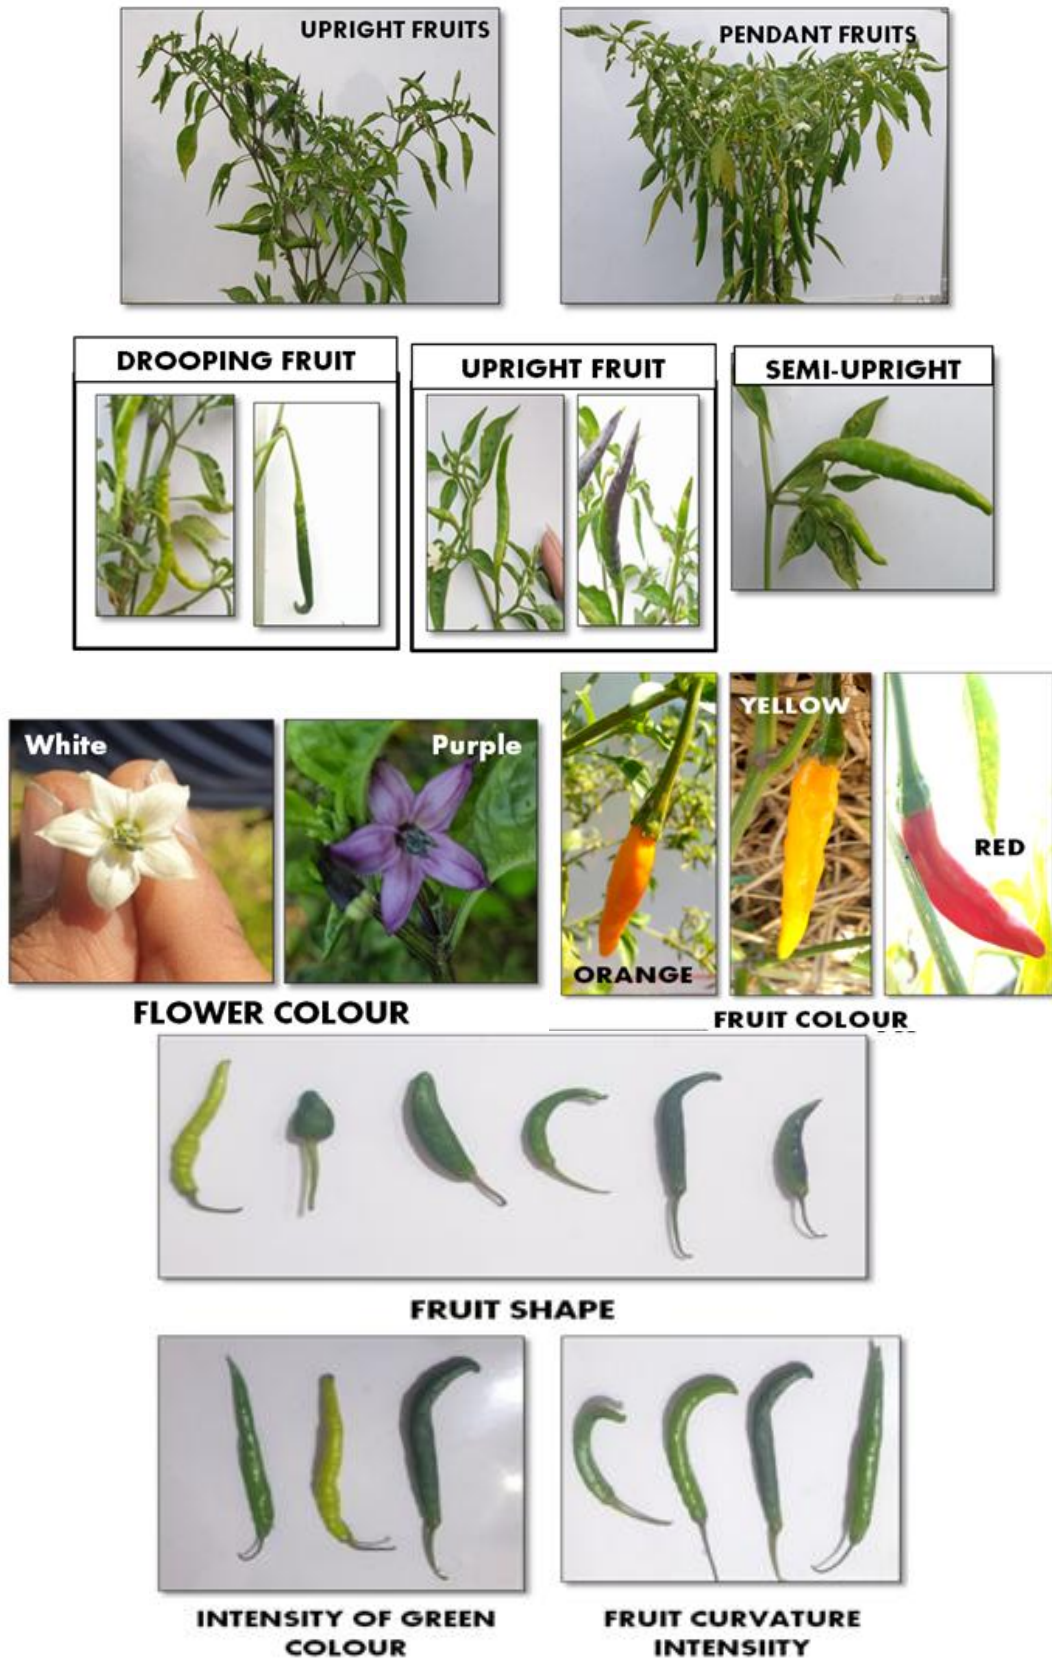 UPRIGHT FRUITS
PENDANT FRUITS
DROOPING FRUIT
UPRIGHT FRUIT
SEMI-UPRIGHT
White
Purple
ORANGE
YELLOW
RED
FLOWER COLOUR
FRUIT COLOUR
FRUIT SHAPE
INTENSITY OF GREEN
COLOUR
FRUIT CURVATURE
INTENSIITY